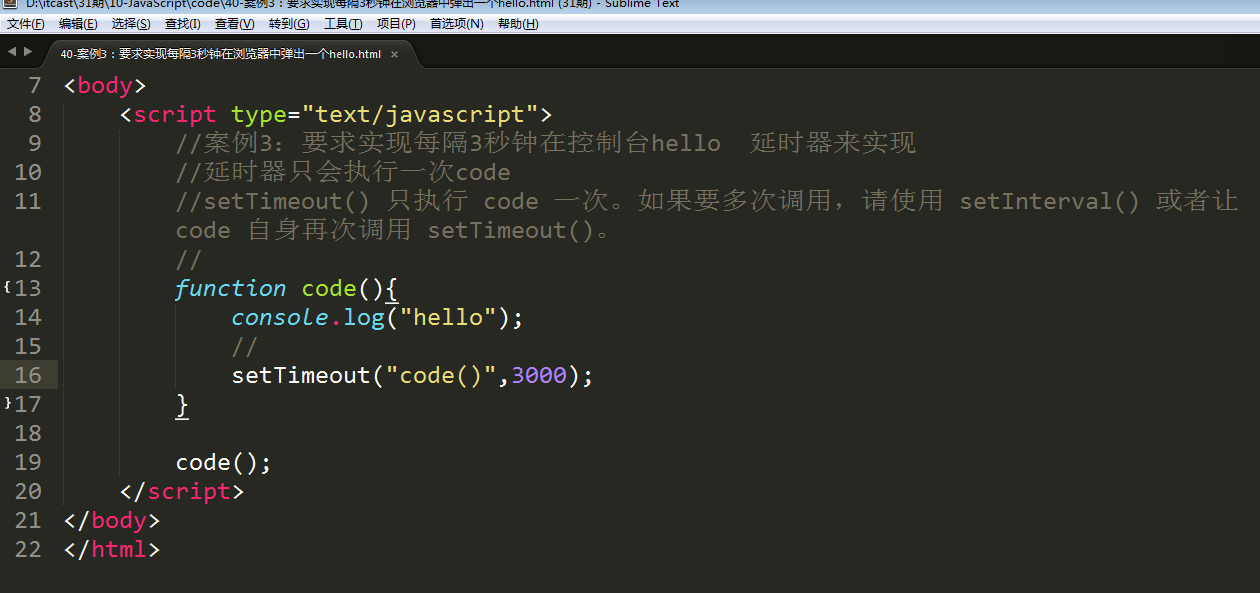 D:\itcast\31期\10-JavaScript\code\40-案例3：要求实现每隔3秒钟在浏览器中弹出一个hello.html (31期) - Sublime Text
文件(F) 编辑(E) 选择(S) 查找(I) 查看(V) 转到(G) 工具(T) 项目(P) 首选项(N) 帮助(H)
40-案例3：要求实现每隔3秒钟在浏览器中弹出一个hello.html ×
7 <body>
8 <script type="text/javascript">
9 //案例3：要求实现每隔3秒钟在控制台hello 延时器来实现
10 //延时器只会执行一次code
11 //setTimeout() 只执行 code 一次。如果要多次调用，请使用 setInterval() 或者让
code 自身再次调用 setTimeout()。
12 //
13 function code(){
14 console.log("hello");
15 //
16 setTimeout("code()",3000);
17 }
18
19 code();
20 </script>
21 </body>
22 </html>